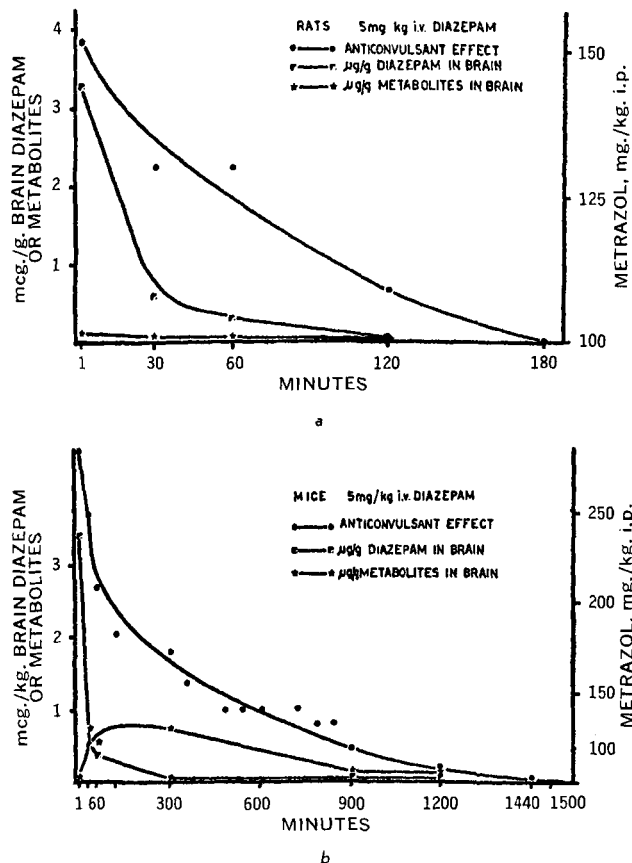 RATS 5mg kg i.v. DIAZEPAM
ANTICONVULSANT EFFECT
µg/g DIAZEPAM IN BRAIN
µg/g METABOLITES IN BRAIN
mcg./g. BRAIN DIAZEPAM
OR METABOLITES
4
3
2
1
METRAZOL, mg./kg. i.p.
150
130
110
100
1 30 60 120 180
MINUTES
a
MICE 5mg/kg i.v. DIAZEPAM
ANTICONVULSANT EFFECT
µg/g DIAZEPAM IN BRAIN
METABOLITES IN BRAIN
mcg./kg. BRAIN DIAZEPAM
OR METABOLITES
3
2
1
METRAZOL, mg./kg. i.p.
250
200
150
100
1 60 300 600 900 1200 1440 1500
MINUTES
b